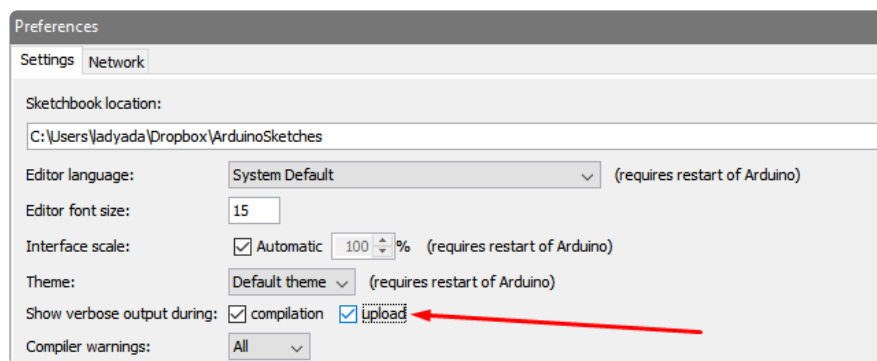 Preferences
Settings Network
Sketchbook location:
C:\Users\ladyada\Dropbox\ArduinoSketches
Editor language: System Default (requires restart of Arduino)
Editor font size: 15
Interface scale: Automatic 100 % (requires restart of Arduino)
Theme: Default theme (requires restart of Arduino)
Show verbose output during: compilation upload
Compiler warnings: All